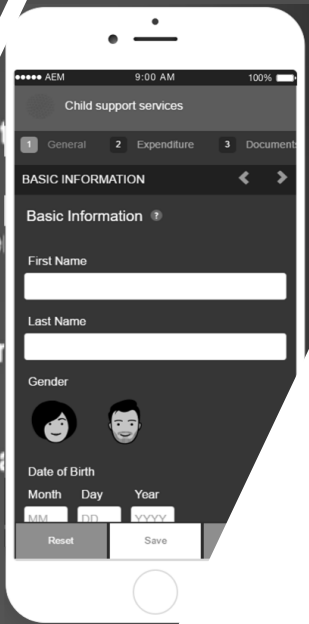 AEM 9:00 AM 100%
Child support services
1 General 2 Expenditure 3 Documents
BASIC INFORMATION
Basic Information ?
First Name
Last Name
Gender
Date of Birth
Month Day Year
MM DD YYYY
Reset Save